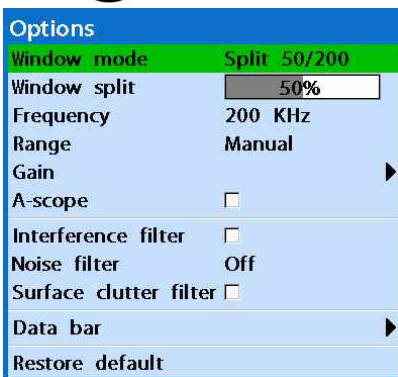 Options
Window mode Split 50/200
Window split 50%
Frequency 200 KHz
Range Manual
Gain
A-scope
Interference filter
Noise filter Off
Surface clutter filter
Data bar
Restore default